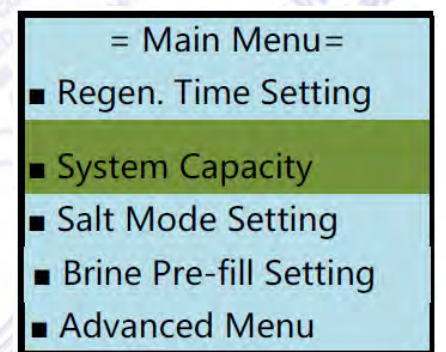 = Main Menu=
■ Regen. Time Setting
■ System Capacity
■ Salt Mode Setting
■ Brine Pre-fill Setting
■ Advanced Menu